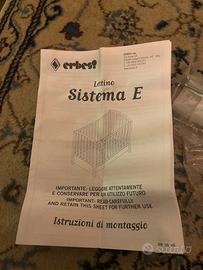 erbesi
Lettino
Sistema E
IMPORTANTE: LEGGERE ATTENTAMENTE
E CONSERVARE PER UN UTILIZZO FUTURO
IMPORTANT: READ CAREFULLY
AND RETAIN THIS SHEET FOR FURTHER USE.
Istruzioni di montaggio
subito